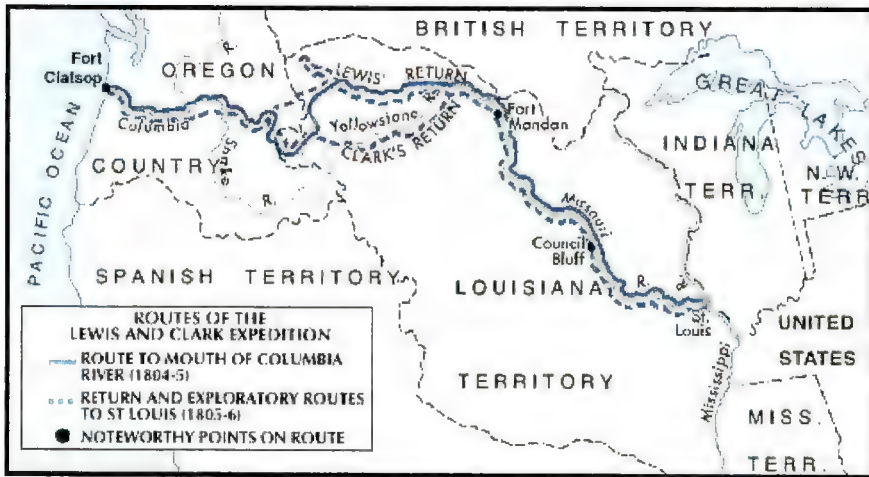 BRITISH TERRITORY
Fort
Clatsop
OREGON
LEWIS' RETURN
GREAT LAKES
Columbia
Yellowstone
R.
CLARK'S RETURN
Fort
Mandan
INDIANA
TERR.
N.W.
TERR.
PACIFIC OCEAN
COUNTRY
Snake
R.
Missouri
R.
Council
Bluff
SPANISH TERRITORY
LOUISIANA
TERRITORY
St.
Louis
UNITED
STATES
Mississippi
R.
MISS.
TERR.
ROUTES OF THE
LEWIS AND CLARK EXPEDITION
ROUTE TO MOUTH OF COLUMBIA
RIVER (1804-5)
RETURN AND EXPLORATORY ROUTES
TO ST LOUIS (1805-6)
NOTEWORTHY POINTS ON ROUTE